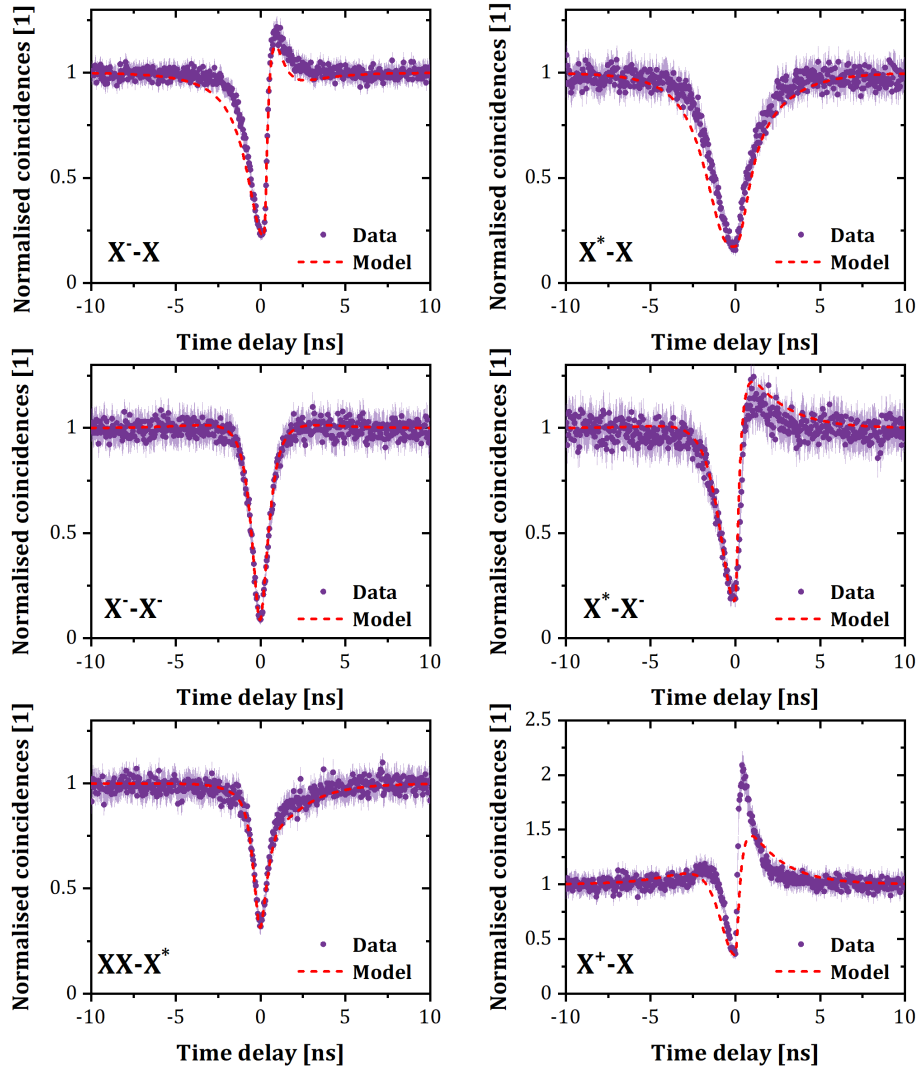 Normalised coincidences [1]
1
0.5
0
X⁻-X
Data
Model
-10 -5 0 5 10
Time delay [ns]
Normalised coincidences [1]
1
0.5
0
X*-X
Data
Model
-10 -5 0 5 10
Time delay [ns]
Normalised coincidences [1]
1
0.5
0
X⁻-X⁻
Data
Model
-10 -5 0 5 10
Time delay [ns]
Normalised coincidences [1]
1
0.5
0
X*-X⁻
Data
Model
-10 -5 0 5 10
Time delay [ns]
Normalised coincidences [1]
1
0.5
0
XX-X*
Data
Model
-10 -5 0 5 10
Time delay [ns]
Normalised coincidences [1]
2.5
2
1.5
1
0.5
0
X⁺-X
Data
Model
-10 -5 0 5 10
Time delay [ns]